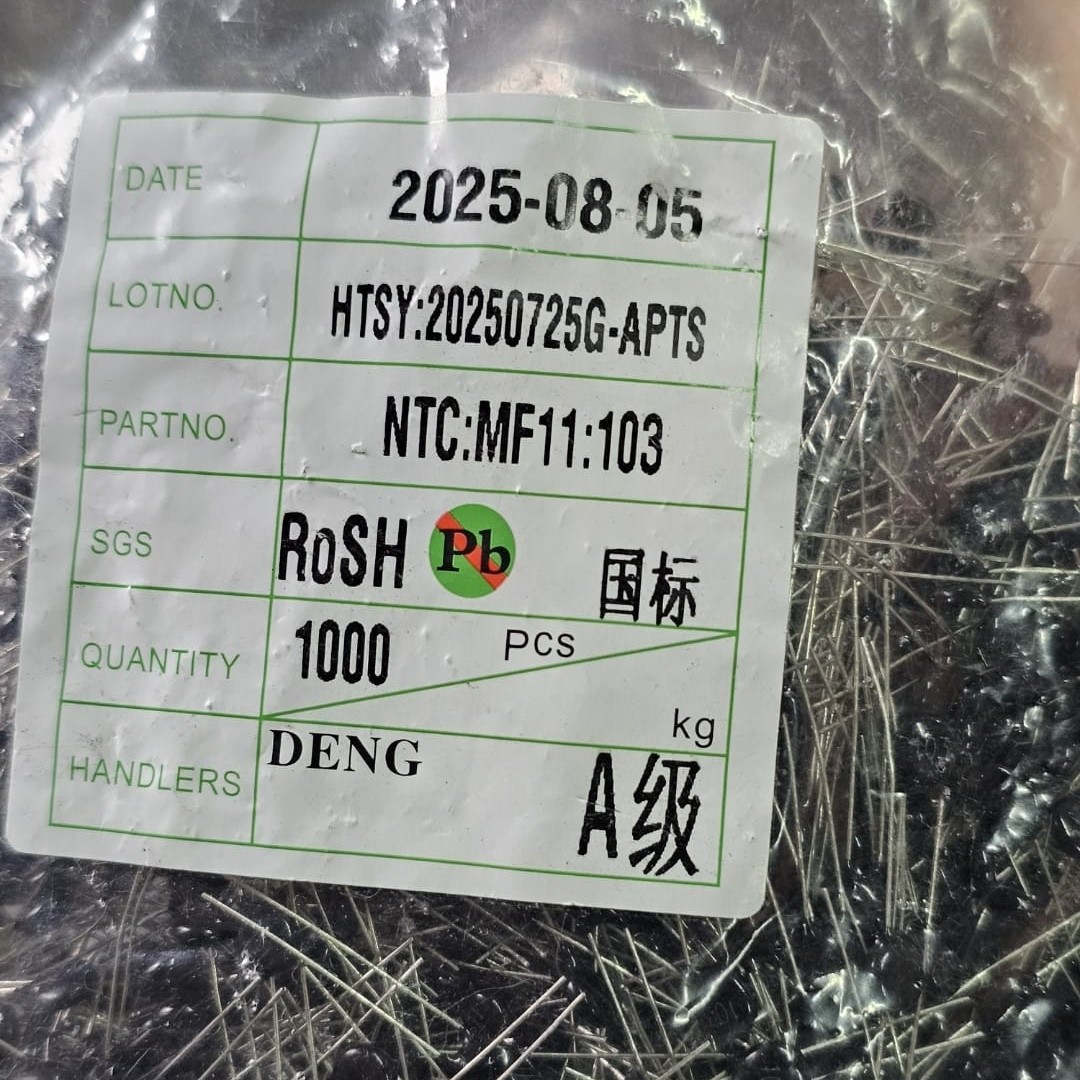 DATE 2025-08-05
LOTNO. HTSY:20250725G-APTS
PARTNO. NTC:MF11:103
SGS RoSH Pb 国标
QUANTITY 1000 PCS
kg
HANDLERS DENG A级